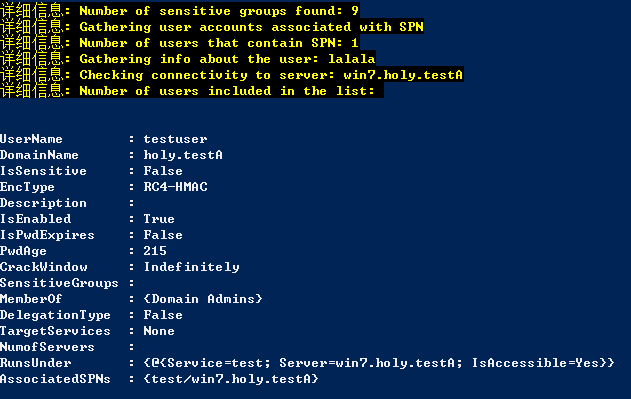 详细信息: Number of sensitive groups found: 9
详细信息: Gathering user accounts associated with SPN
详细信息: Number of users that contain SPN: 1
详细信息: Gathering info about the user: lalala
详细信息: Checking connectivity to server: win7.holy.testA
详细信息: Number of users included in the list:
UserName : testuser
DomainName : holy.testA
IsSensitive : False
EncType : RC4-HMAC
Description :
IsEnabled : True
IsPwdExpires : False
PwdAge : 215
CrackWindow : Indefinitely
SensitiveGroups :
MemberOf : {Domain Admins}
DelegationType : False
TargetServices : None
NumofServers :
RunsUnder : {@{Service=test; Server=win7.holy.testA; IsAccessible=Yes}}
AssociatedSPNs : {test/win7.holy.testA}